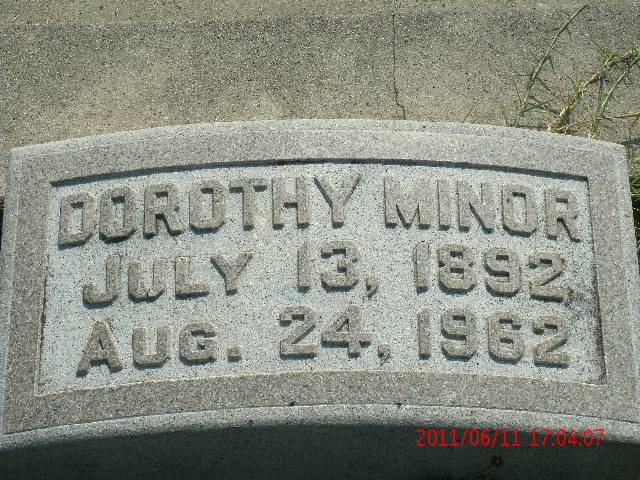 DOROTHY MINOR
JULY 13, 1892
AUG. 24, 1962
2011/06/11 17:04:07